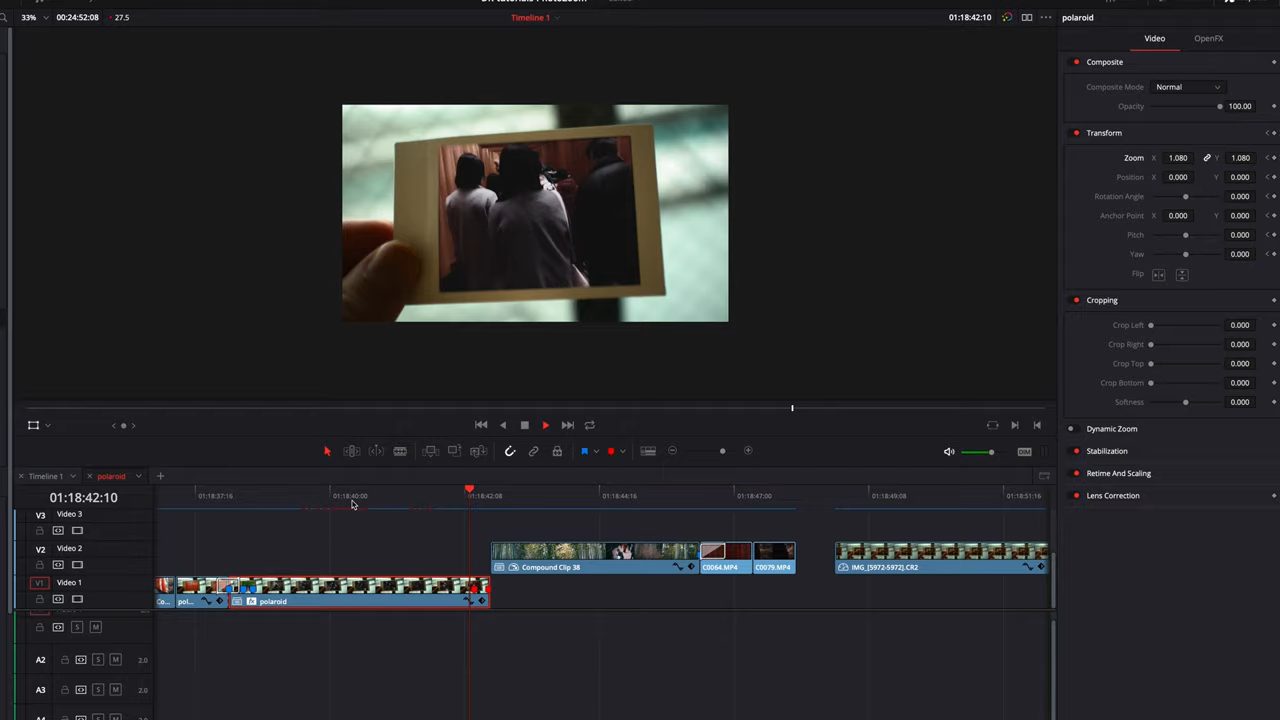 33% 00:24:52:08 27.5 Timeline 1 01:18:42:10 polaroid
Video OpenFX
Composite
Composite Mode Normal
Opacity 100.00
Transform
Zoom X 1.080 Y 1.080
Position X 0.000 Y 0.000
Rotation Angle 0.000
Anchor Point X 0.000 Y 0.000
Pitch 0.000
Yaw 0.000
Flip
Cropping
Crop Left 0.000
Crop Right 0.000
Crop Top 0.000
Crop Bottom 0.000
Softness 0.000
Dynamic Zoom
Stabilization
Retime And Scaling
Lens Correction
DIM
Timeline 1 polaroid
01:18:42:10 01:18:37:16 01:18:40:00 01:18:42:08 01:18:44:16 01:18:47:00 01:18:49:08 01:18:51:16
V3 Video 3
V2 Video 2
Compound Clip 38 C0064.MP4 C0079.MP4 IMG_[5972-5972].CR2
V1 Video 1
Co... pol... polaroid
S M
A2 S M 2.0
A3 S M 2.0